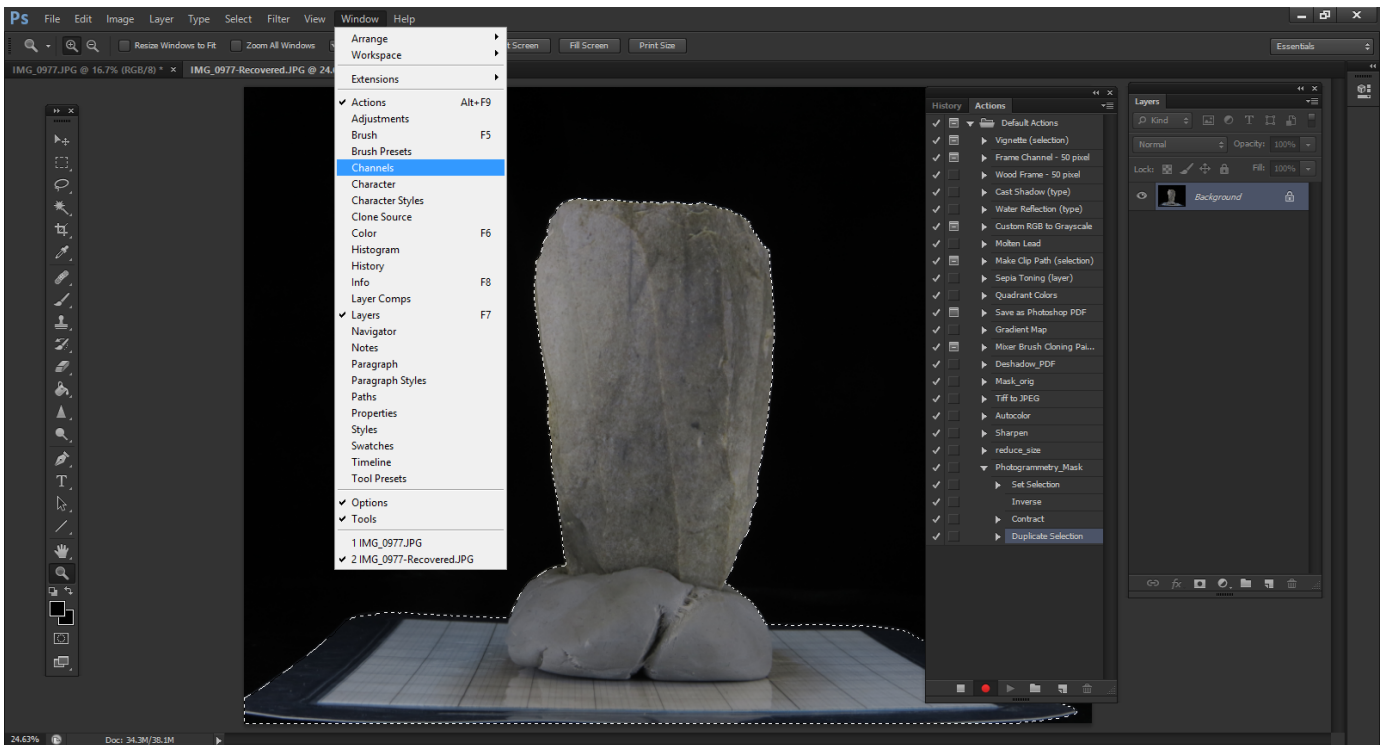 Ps File Edit Image Layer Type Select Filter View Window Help
Resize Windows to Fit Zoom All Windows Screen Fill Screen Print Size Essentials
IMG_0977.JPG @ 16.7% (RGB/8) * × IMG_0977-Recovered.JPG @ 24.
Arrange
Workspace
Extensions
Actions Alt+F9
Adjustments
Brush F5
Brush Presets
Channels
Character
Character Styles
Clone Source
Color F6
Histogram
History
Info F8
Layer Comps
Layers F7
Navigator
Notes
Paragraph
Paragraph Styles
Paths
Properties
Styles
Swatches
Timeline
Tool Presets
Options
Tools
1 IMG_0977.JPG
2 IMG_0977-Recovered.JPG
History Actions
Default Actions
Vignette (selection)
Frame Channel - 50 pixel
Wood Frame - 50 pixel
Cast Shadow (type)
Water Reflection (type)
Custom RGB to Grayscale
Molten Lead
Make Clip Path (selection)
Sepia Toning (layer)
Quadrant Colors
Save as Photoshop PDF
Gradient Map
Mixer Brush Cloning Pai...
Deshadow_PDF
Mask_orig
Tiff to JPEG
Autocolor
Sharpen
reduce_size
Photogrammetry_Mask
Set Selection
Inverse
Contract
Duplicate Selection
Layers
Kind
Normal Opacity: 100%
Lock: Fill: 100%
Background
24.63% Doc: 34.3M/38.1M